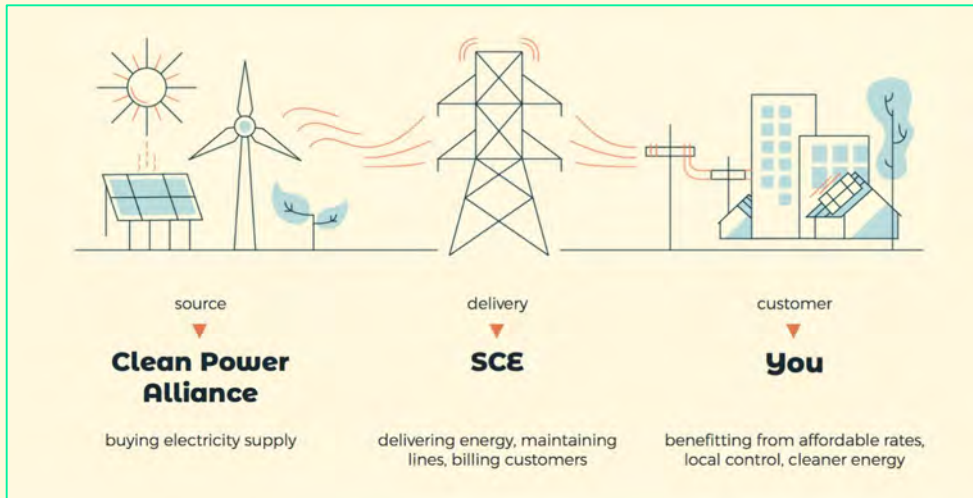 source
delivery
customer
Clean Power
Alliance
SCE
You
buying electricity supply
delivering energy, maintaining
lines, billing customers
benefitting from affordable rates,
local control, cleaner energy